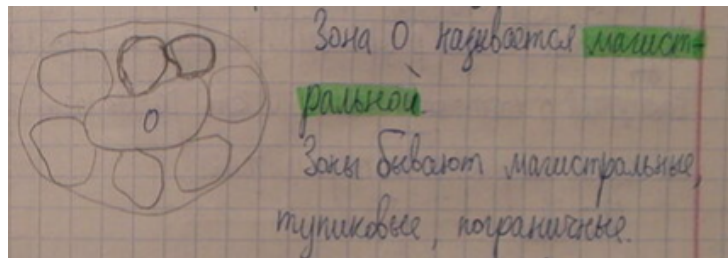 0
Зона 0 называется магист-
ральной.
Зоны бывают магистральные,
тупиковые, пограничные.